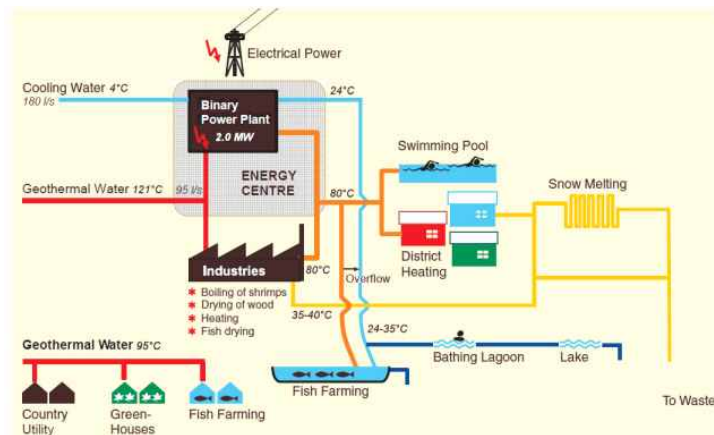 Electrical Power
Cooling Water 4°C
180 l/s
24°C
Binary
Power Plant
2.0 MW
Swimming Pool
ENERGY
CENTRE
Geothermal Water 121°C
95 l/s
80°C
Snow Melting
District
Heating
Industries
80°C
Overflow
✱ Boiling of shrimps
✱ Drying of wood
✱ Heating
✱ Fish drying
35-40°C
24-35°C
Geothermal Water 95°C
Bathing Lagoon
Lake
Fish Farming
To Waste
Country
Utility
Green-
Houses
Fish Farming